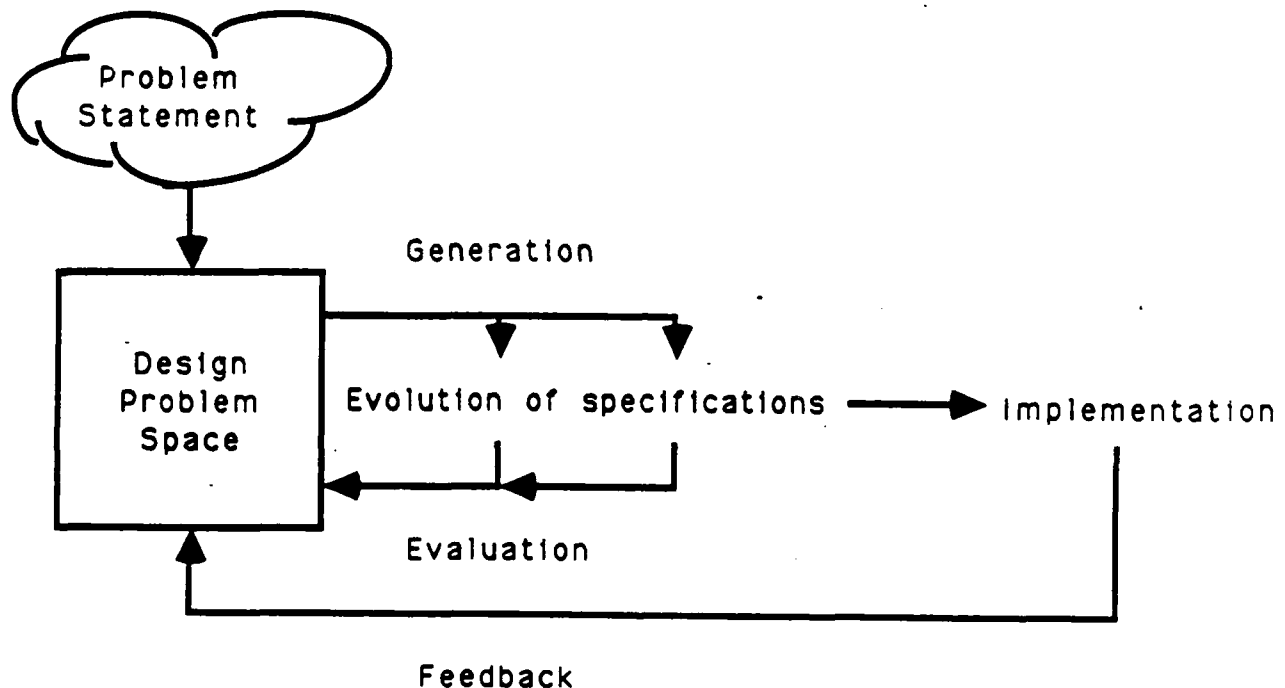 Problem
Statement
Generation
Design
Problem
Space
Evolution of specifications
Implementation
Evaluation
Feedback